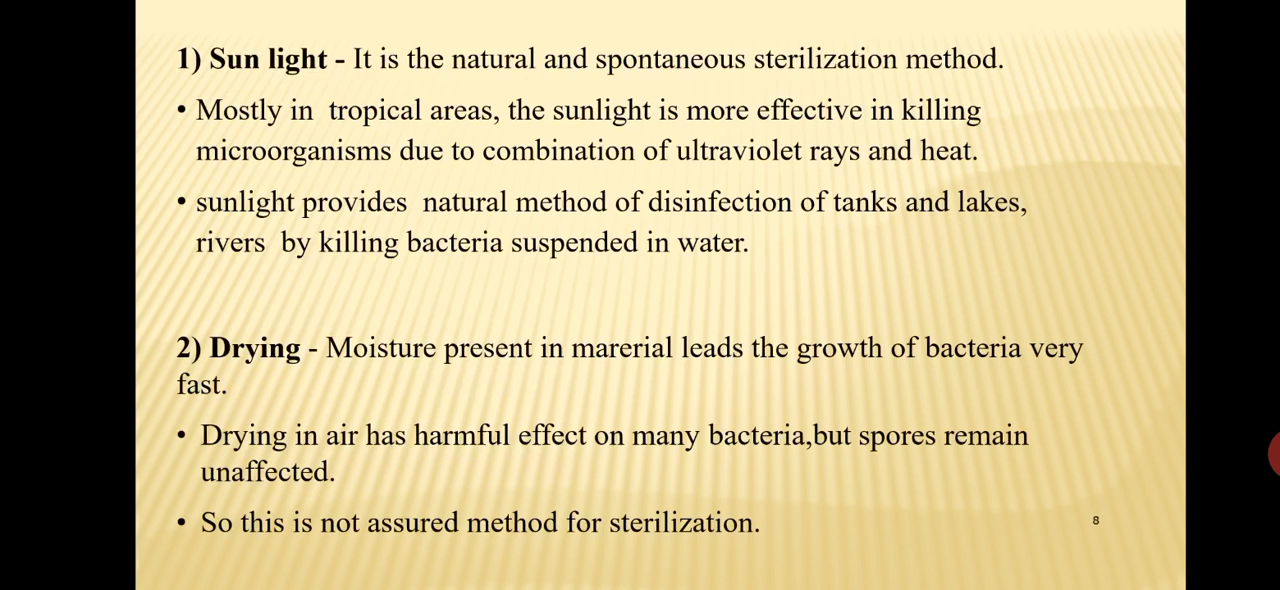 1) Sun light - It is the natural and spontaneous sterilization method.
• Mostly in  tropical areas, the sunlight is more effective in killing
microorganisms due to combination of ultraviolet rays and heat.
• sunlight provides  natural method of disinfection of tanks and lakes,
rivers  by killing bacteria suspended in water.
2) Drying - Moisture present in marerial leads the growth of bacteria very
fast.
• Drying in air has harmful effect on many bacteria,but spores remain
unaffected.
• So this is not assured method for sterilization.
8